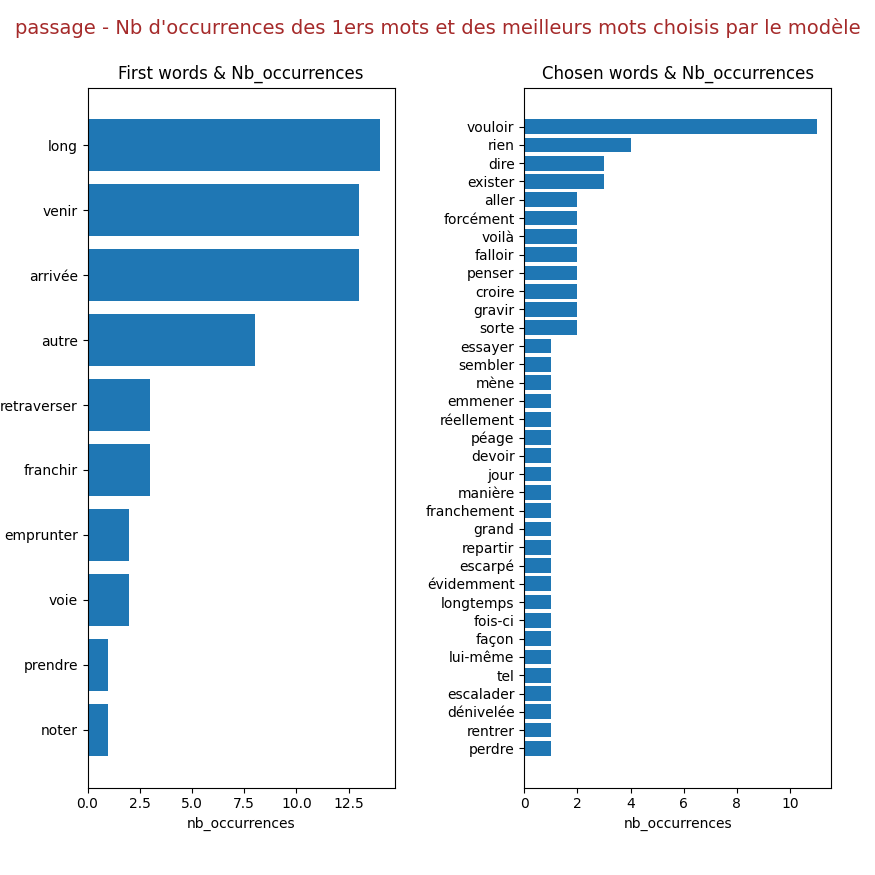 passage - Nb d'occurrences des 1ers mots et des meilleurs mots choisis par le modèle
First words & Nb_occurrences
long
venir
arrivée
autre
retraverser
franchir
emprunter
voie
prendre
noter
0.0 2.5 5.0 7.5 10.0 12.5
nb_occurrences
Chosen words & Nb_occurrences
vouloir
rien
dire
exister
aller
forcément
voilà
falloir
penser
croire
gravir
sorte
essayer
sembler
mène
emmener
réellement
péage
devoir
jour
manière
franchement
grand
repartir
escarpé
évidemment
longtemps
fois-ci
façon
lui-même
tel
escalader
dénivelée
rentrer
perdre
0 2 4 6 8 10
nb_occurrences